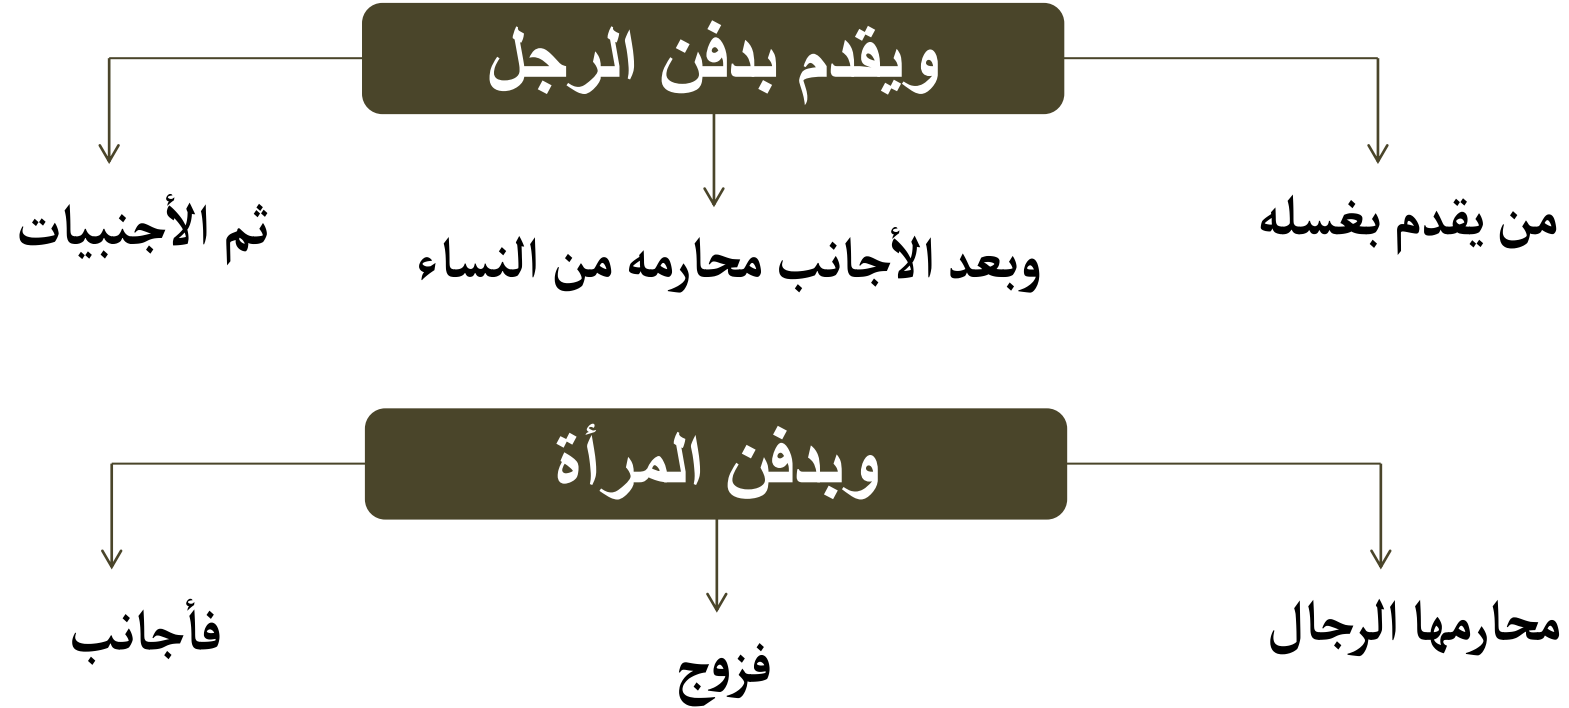 ويقدم بدفن الرجل
من يقدم بغسله
وبعد الأجانب محارمه من النساء
ثم الأجنبيات
وبدفن المرأة
محارمها الرجال
فزوج
فأجانب